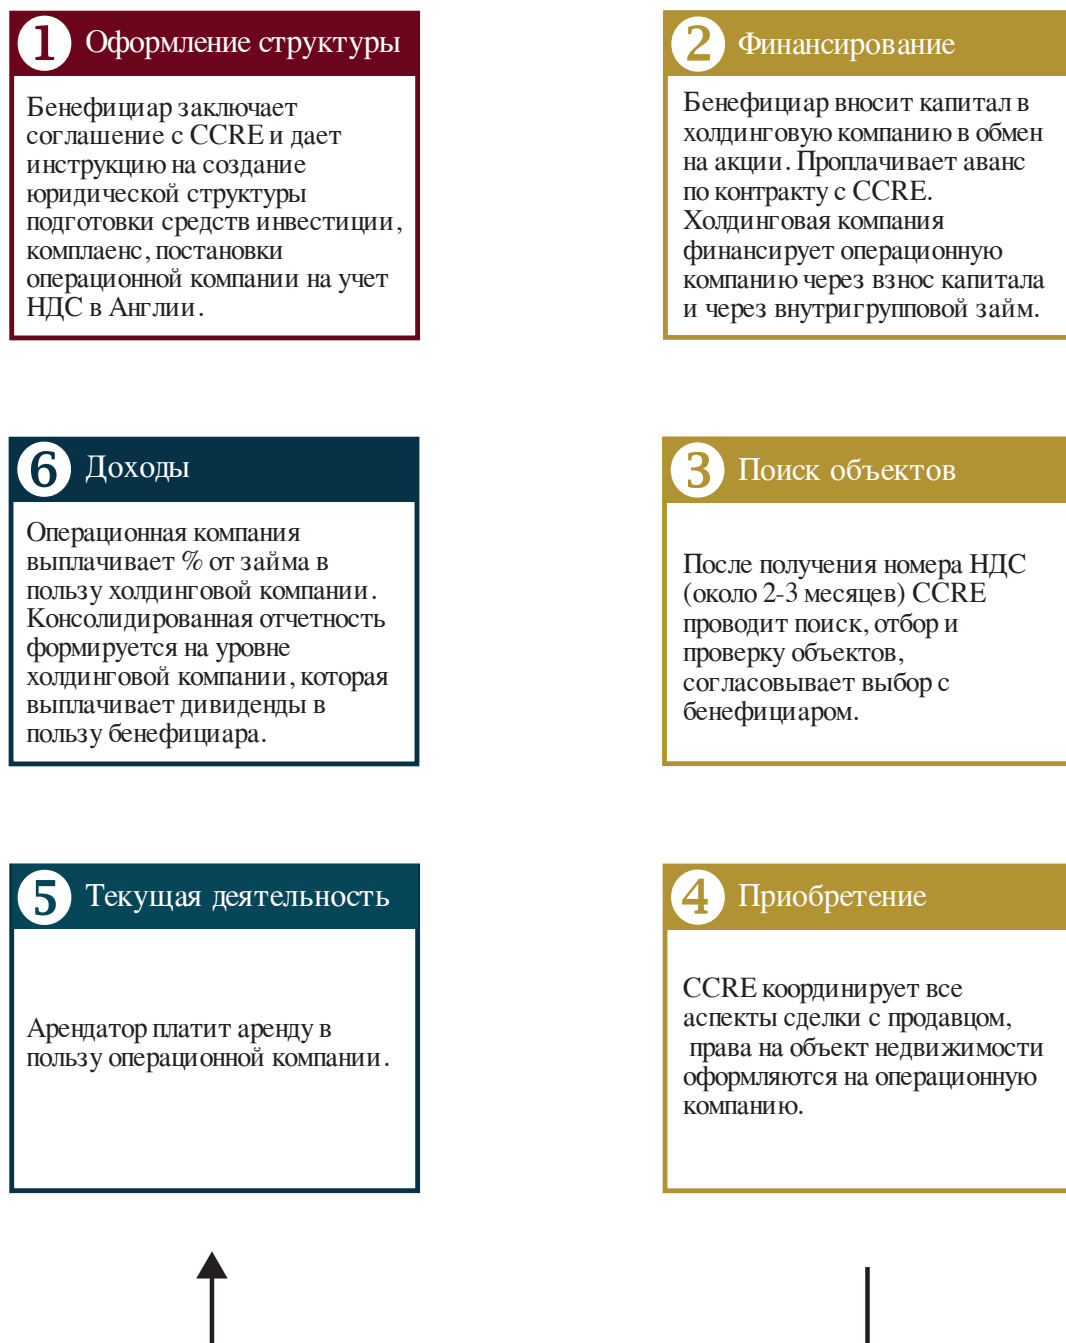 1 Оформление структуры
Бенефициар заключает
соглашение с CCRE и дает
инструкцию на создание
юридической структуры
подготовки средств инвестиции,
комплаенс, постановки
операционной компании на учет
НДС в Англии.
2 Финансирование
Бенефициар вносит капитал в
холдинговую компанию в обмен
на акции. Проплачивает аванс
по контракту с CCRE.
Холдинговая компания
финансирует операционную
компанию через взнос капитала
и через внутригрупповой займ.
3 Поиск объектов
После получения номера НДС
(около 2-3 месяцев) CCRE
проводит поиск, отбор и
проверку объектов,
согласовывает выбор с
бенефициаром.
4 Приобретение
CCRE координирует все
аспекты сделки с продавцом,
права на объект недвижимости
оформляются на операционную
компанию.
5 Текущая деятельность
Арендатор платит аренду в
пользу операционной компании.
6 Доходы
Операционная компания
выплачивает % от займа в
пользу холдинговой компании.
Консолидированная отчетность
формируется на уровне
холдинговой компании, которая
выплачивает дивиденды в
пользу бенефициара.